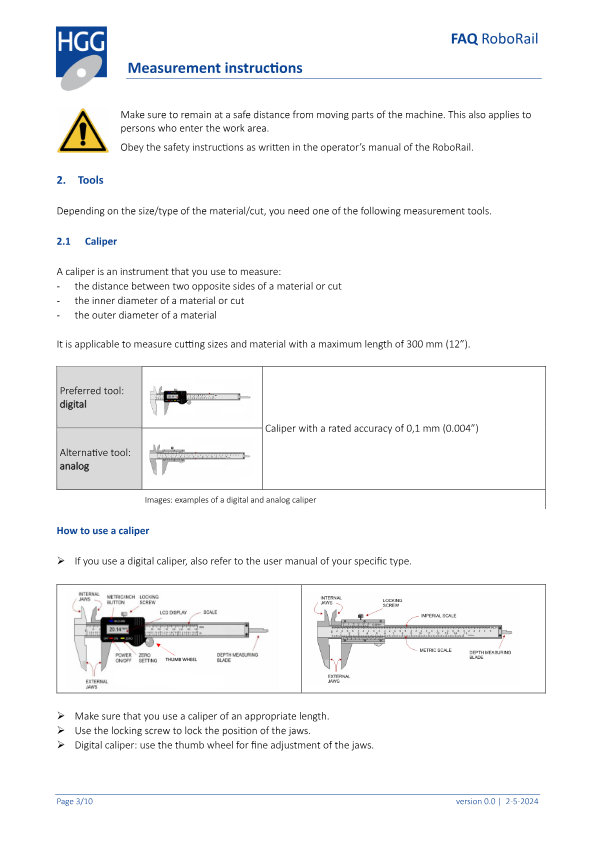 HGG
FAQ RoboRail
Measurement instructions
Make sure to remain at a safe distance from moving parts of the machine. This also applies to
persons who enter the work area.
Obey the safety instructions as written in the operator's manual of the RoboRail.
2. Tools
Depending on the size/type of the material/cut, you need one of the following measurement tools.
2.1 Caliper
A caliper is an instrument that you use to measure:
- the distance between two opposite sides of a material or cut
- the inner diameter of a material or cut
- the outer diameter of a material
It is applicable to measure cutting sizes and material with a maximum length of 300 mm (12”).
Preferred tool:
digital
Caliper with a rated accuracy of 0,1 mm (0.004”)
Alternative tool:
analog
Images: examples of a digital and analog caliper
How to use a caliper
➢ If you use a digital caliper, also refer to the user manual of your specific type.
INTERNAL
JAWS
METRIC/INCH
BUTTON
LOCKING
SCREW
LCD DISPLAY
SCALE
POWER
ON/OFF
ZERO
SETTING
THUMB WHEEL
DEPTH MEASURING
BLADE
EXTERNAL
JAWS
INTERNAL
JAWS
LOCKING
SCREW
IMPERIAL SCALE
METRIC SCALE
DEPTH MEASURING
BLADE
EXTERNAL
JAWS
➢ Make sure that you use a caliper of an appropriate length.
➢ Use the locking screw to lock the position of the jaws.
➢ Digital caliper: use the thumb wheel for fine adjustment of the jaws.
Page 3/10
version 0.0 | 2-5-2024